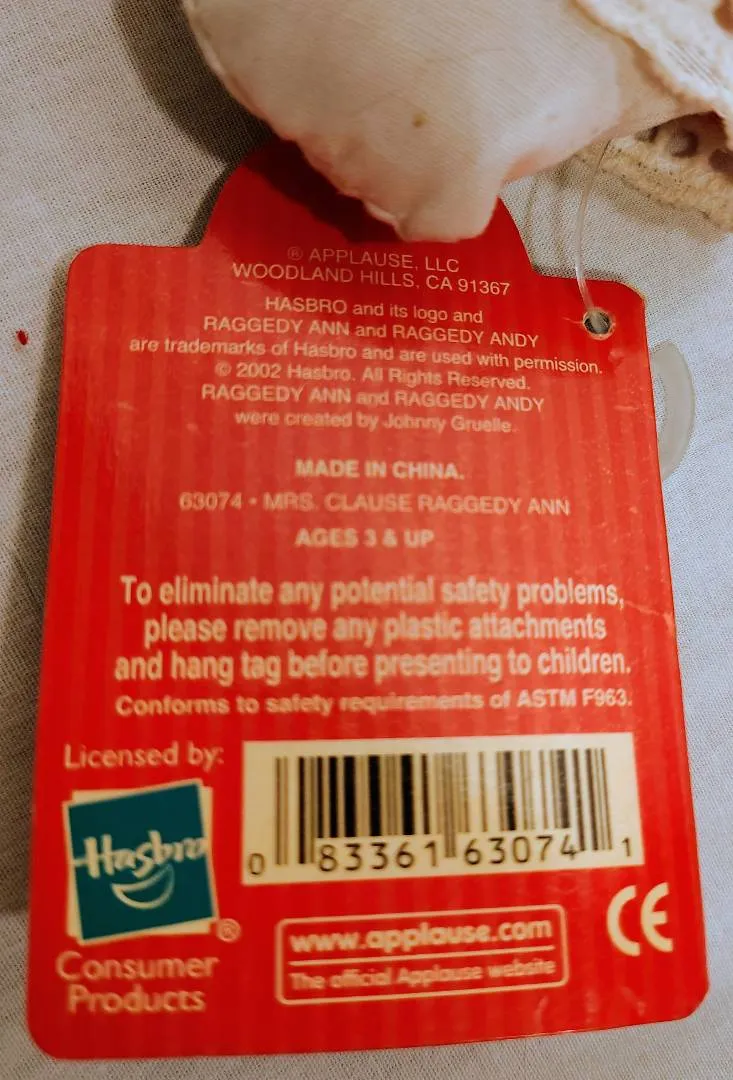 ® APPLAUSE, LLC
WOODLAND HILLS, CA 91367
HASBRO and its logo and
RAGGEDY ANN and RAGGEDY ANDY
are trademarks of Hasbro and are used with permission.
© 2002 Hasbro. All Rights Reserved.
RAGGEDY ANN and RAGGEDY ANDY
were created by Johnny Gruelle.
MADE IN CHINA.
63074 • MRS. CLAUSE RAGGEDY ANN
AGES 3 & UP
To eliminate any potential safety problems,
please remove any plastic attachments
and hang tag before presenting to children.
Conforms to safety requirements of ASTM F963.
Licensed by:
Hasbro
®
Consumer
Products
0 83361 63074 1
www.applause.com
The official Applause website
CE